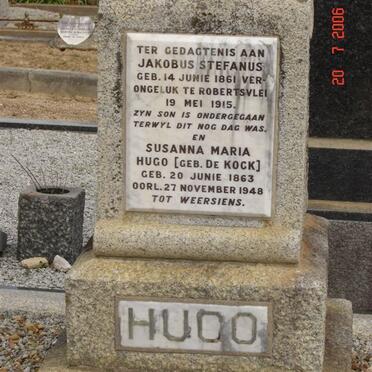 TER GEDAGTENIS AAN
JAKOBUS STEFANUS
GEB. 14 JUNIE 1861 VER-
ONGELUK TE ROBERTSVLEI
19 MEI 1915.
ZYN SON IS ONDERGEGAAN
TERWYL DIT NOG DAG WAS.
EN
SUSANNA MARIA
HUGO [GEB. DE KOCK]
GEB. 20 JUNIE 1863
OORL. 27 NOVEMBER 1948
TOT WEERSIENS.
HUGO
20 7 2006